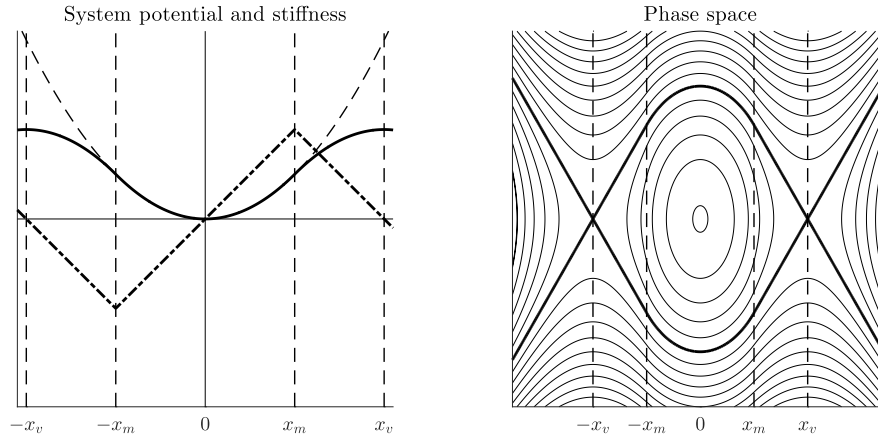 System potential and stiffness
−x_v −x_m 0 x_m x_v
Phase space
−x_v −x_m 0 x_m x_v